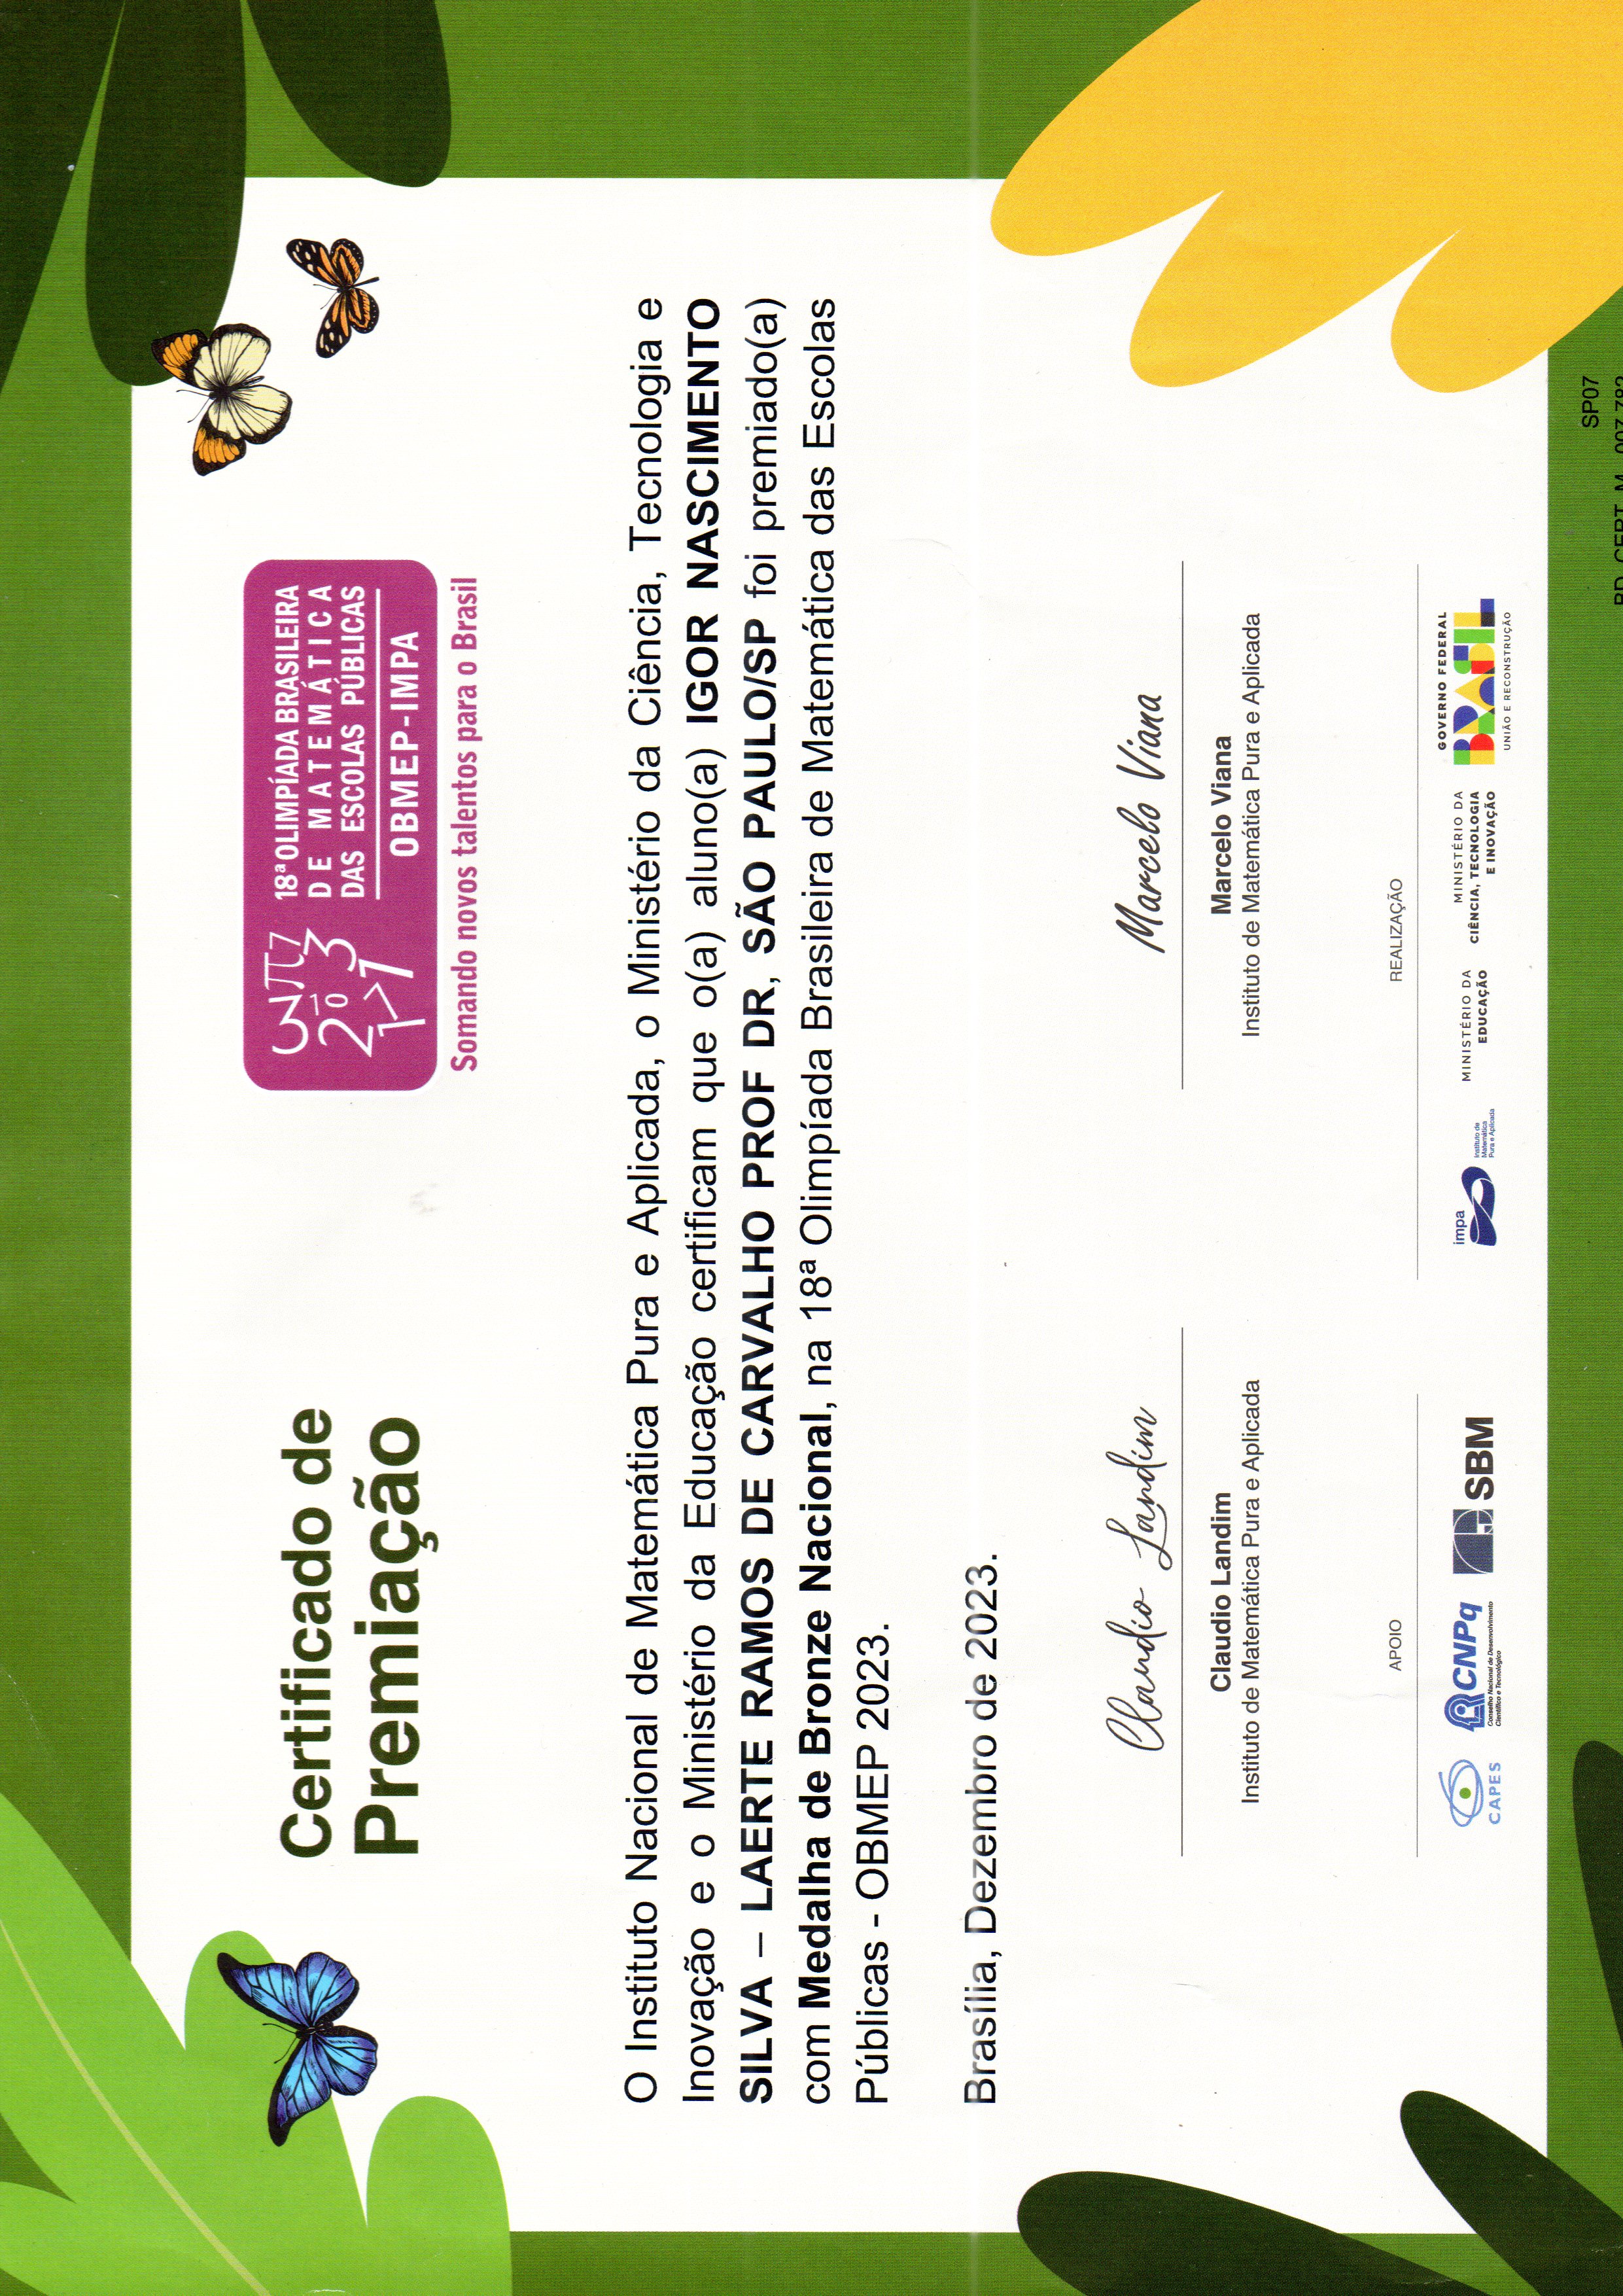 Certificado de
Premiação
18ª OLIMPÍADA BRASILEIRA
DE MATEMÁTICA
DAS ESCOLAS PÚBLICAS
OBMEP-IMPA
Somando novos talentos para o Brasil
O Instituto Nacional de Matemática Pura e Aplicada, o Ministério da Ciência, Tecnologia e
Inovação e o Ministério da Educação certificam que o(a) aluno(a) IGOR NASCIMENTO
SILVA – LAERTE RAMOS DE CARVALHO PROF DR, SÃO PAULO/SP foi premiado(a)
com Medalha de Bronze Nacional, na 18ª Olimpíada Brasileira de Matemática das Escolas
Públicas - OBMEP 2023.
Brasília, Dezembro de 2023.
Claudio Landim
Claudio Landim
Instituto de Matemática Pura e Aplicada
Marcelo Viana
Marcelo Viana
Instituto de Matemática Pura e Aplicada
APOIO
CAPES
CNPq
Conselho Nacional de Desenvolvimento
Científico e Tecnológico
SBM
REALIZAÇÃO
impa
Instituto de
Matemática
Pura e Aplicada
MINISTÉRIO DA
EDUCAÇÃO
MINISTÉRIO DA
CIÊNCIA, TECNOLOGIA
E INOVAÇÃO
GOVERNO FEDERAL
BRASIL
UNIÃO E RECONSTRUÇÃO
SP07